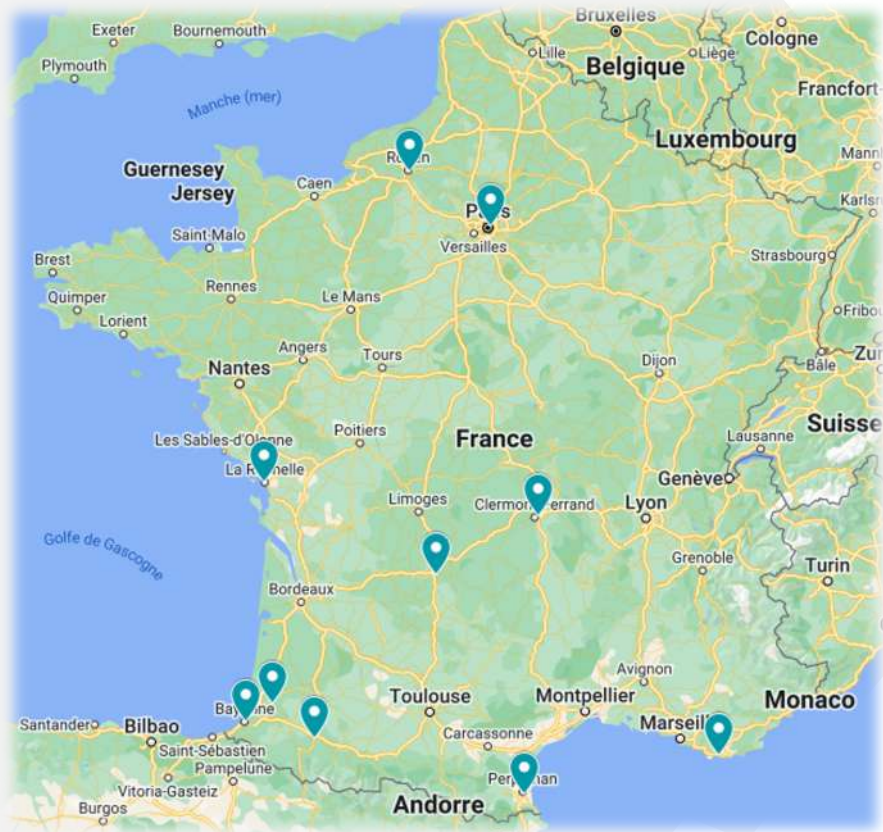 Bruxelles
Exeter
Bournemouth
Cologne
Lille
Liège
Plymouth
Belgique
Francfort-
Manche (mer)
Luxembourg
Guernesey
Jersey
Caen
Karlsr
Saint-Malo
Versailles
Brest
Strasbourg
Rennes
Quimper
Le Mans
Fribou
Lorient
Angers
Tours
Dijon
Bâle
Nantes
Suisse
Poitiers
France
Lausanne
Les Sables-d'Olonne
Genève
Limoges
Lyon
Golfe de Gascogne
Grenoble
Turin
Bordeaux
Avignon
Toulouse
Montpellier
Monaco
Santander
Bilbao
Carcassonne
Saint-Sébastien
Pampelune
Vitoria-Gasteiz
Andorre
Burgos